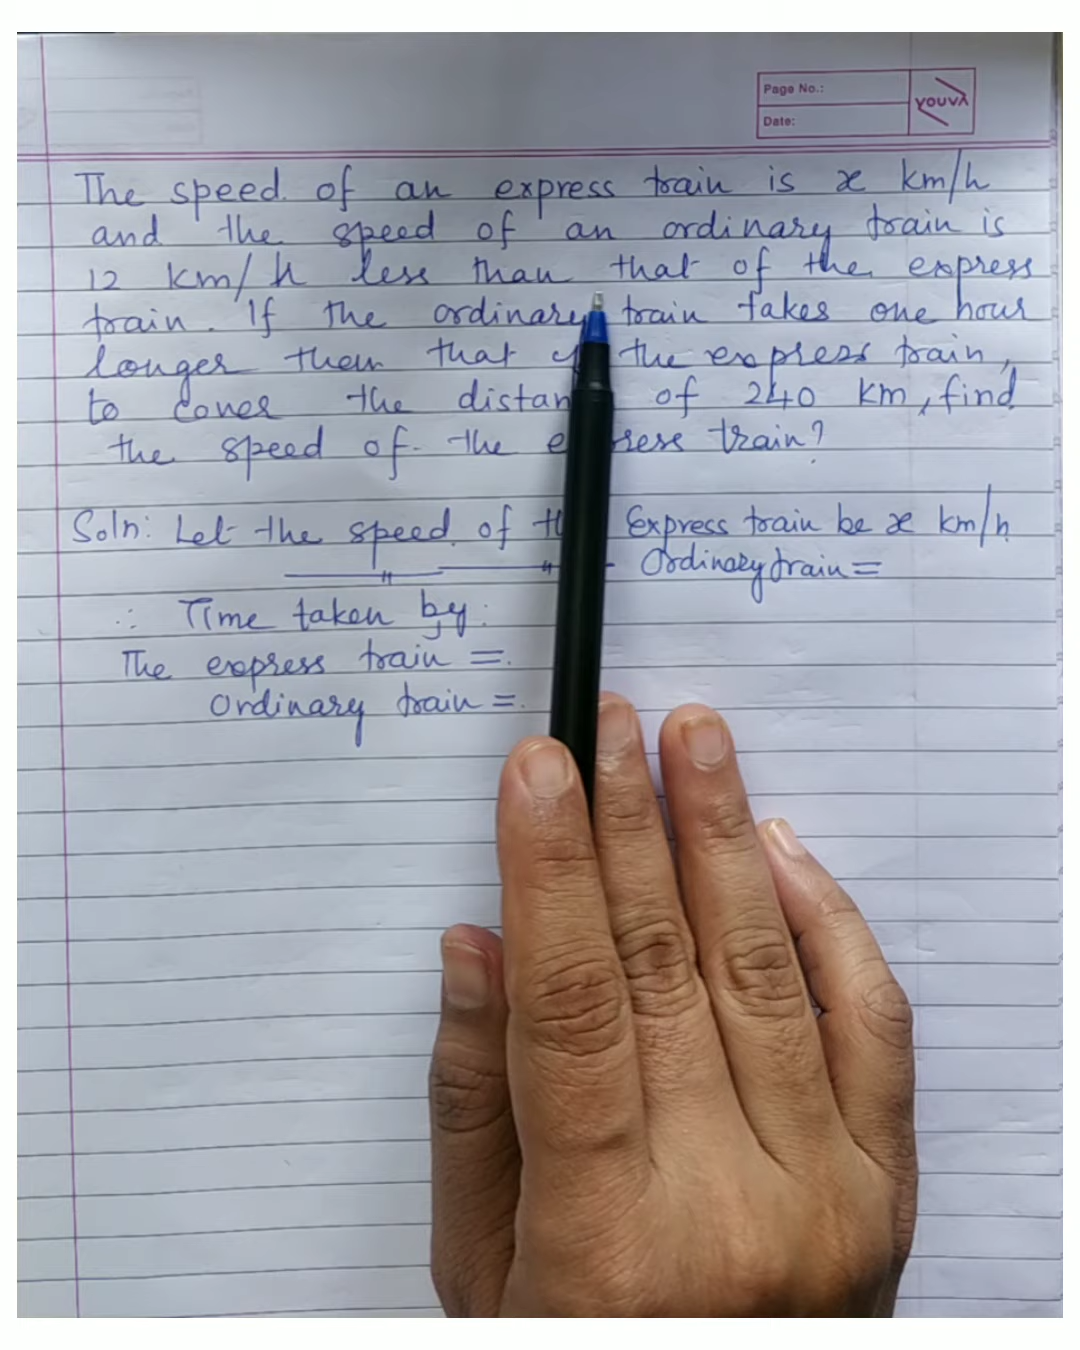 Page No.:
Date:
YOUVA
The speed of an express train is x km/h
and the speed of an ordinary train is
12 km/h less than that of the express
train. If the ordinary train takes one hour
longer then that the express train,
to cover the of 240 km, find
the speed of the train?
Soln: Let the speed of Express train be x km/h
〃 〃 Ordinary train =
∴ Time taken by:
The express train =.
Ordinary train =.